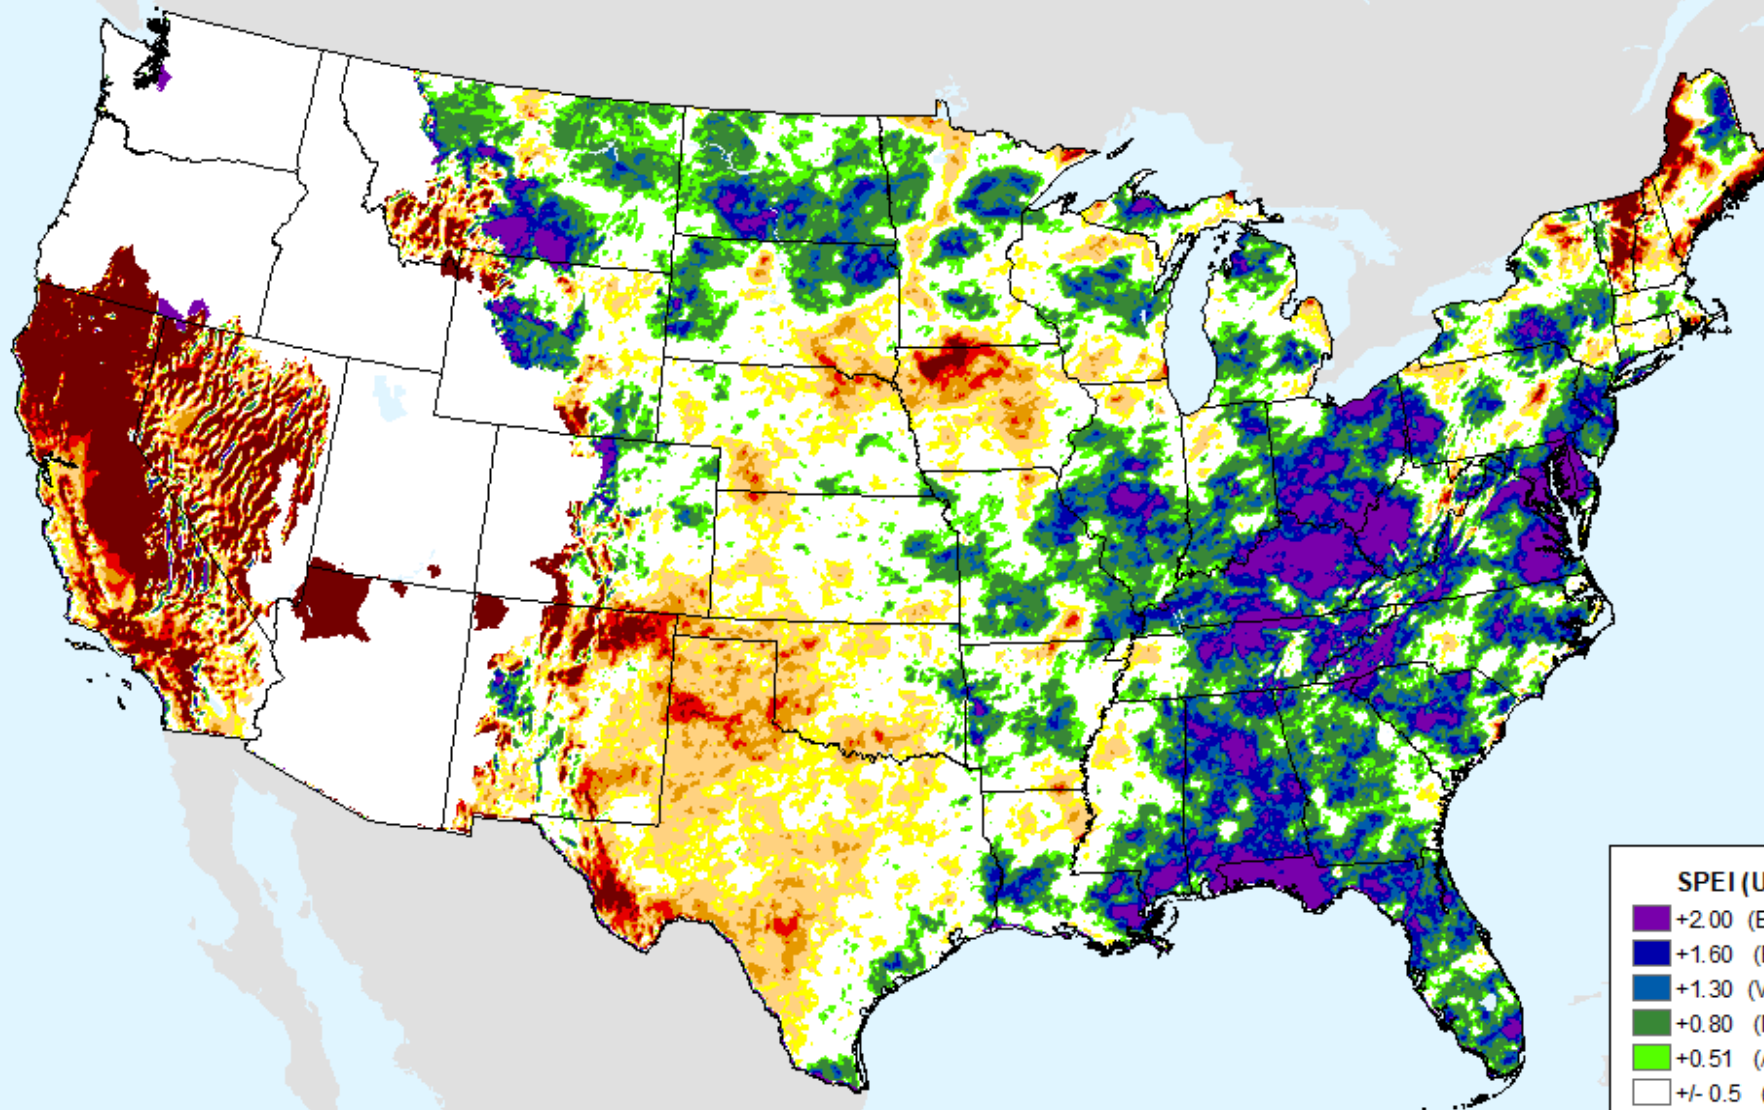 SPEI (U
+2.00 (E
+1.60 (
+1.30 (V
+0.80 (
+0.51 (
+/- 0.5 (